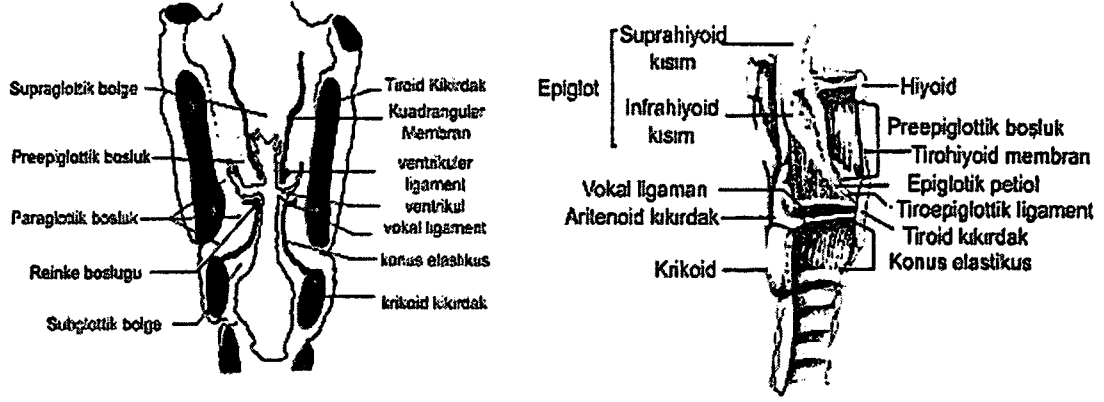 Supraglottik bolge
Preepiglottik bosluk
Paraglottik bosluk
Reinke boslugu
Subglottik bolge
Tiroid Kikirdak
Kuadranguler
Membran
ventrikuler
ligament
ventrikul
vokal ligament
konus elastikus
krikoid kikirdak
Epiglot
Suprahiyoid
kısım
Infrahiyoid
kısım
Vokal ligaman
Aritenoid kıkırdak
Krikoid
Hiyoid
Preepiglottik boşluk
Tirohiyoid membran
Epiglotik petiol
Tiroepiglottik ligament
Tiroid kıkırdak
Konus elastikus